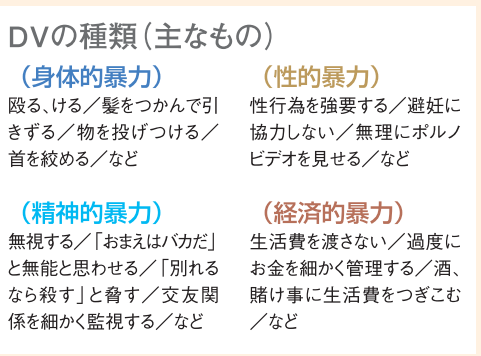 DVの種類（主なもの）
（身体的暴力）
殴る、ける／髪をつかんで引
きずる／物を投げつける／
首を絞める／など
（性的暴力）
性行為を強要する／避妊に
協力しない／無理にポルノ
ビデオを見せる／など
（精神的暴力）
無視する／「おまえはバカだ」
と無能と思わせる／「別れる
なら殺す」と脅す／交友関
係を細かく監視する／など
（経済的暴力）
生活費を渡さない／過度に
お金を細かく管理する／酒、
賭け事に生活費をつぎこむ
／など